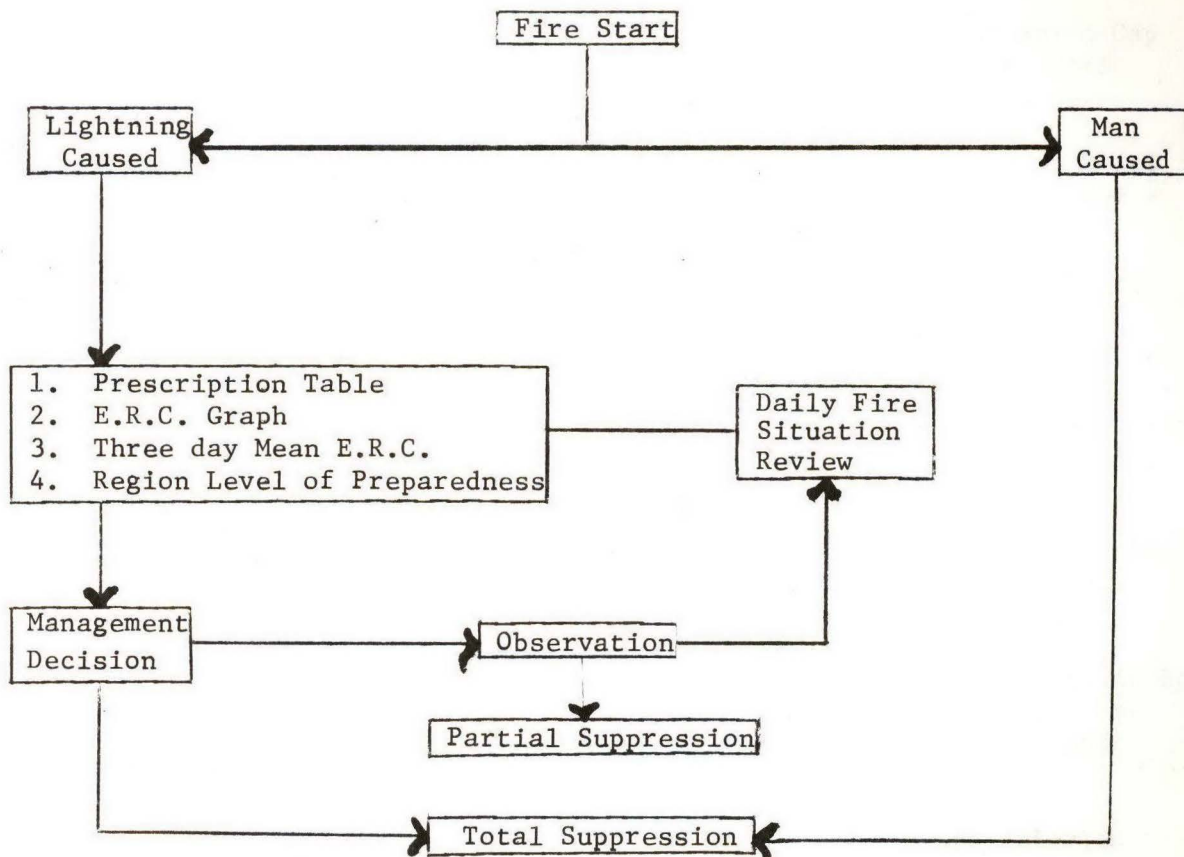 Fire Start
Lightning
Caused
Man
Caused
1. Prescription Table
2. E.R.C. Graph
3. Three day Mean E.R.C.
4. Region Level of Preparedness
Daily Fire
Situation
Review
Management
Decision
Observation
Partial Suppression
Total Suppression